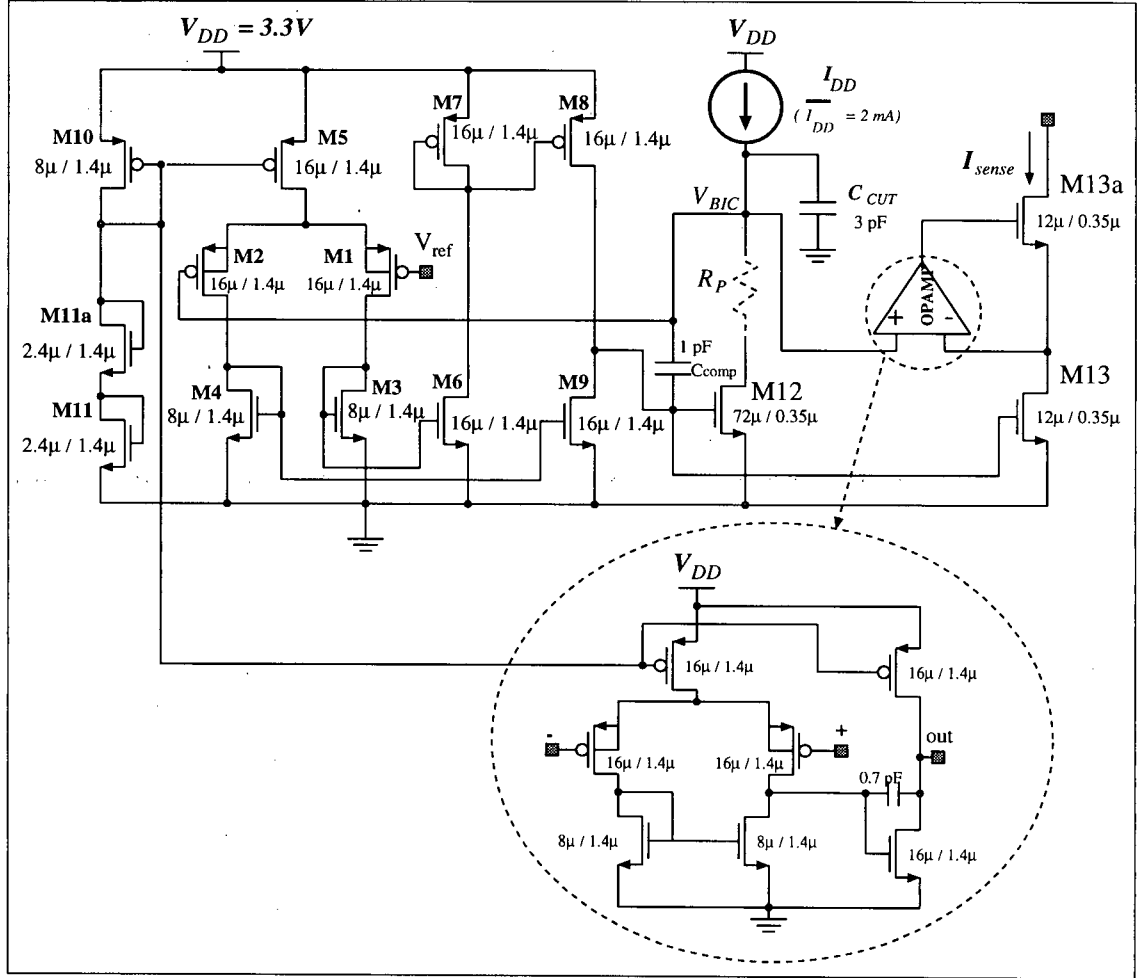 V_DD = 3.3V
V_DD
I_DD
( I_DD = 2 mA)
M7
M8
M10
M5
16μ / 1.4μ
16μ / 1.4μ
8μ / 1.4μ
16μ / 1.4μ
I_sense
M13a
V_BIC
C_CUT
3 pF
12μ / 0.35μ
M2
M1
V_ref
16μ / 1.4μ
16μ / 1.4μ
R_P
OPAMP
+
-
M11a
2.4μ / 1.4μ
1 pF
Ccomp
M13
M4
M3
M6
M9
M12
8μ / 1.4μ
8μ / 1.4μ
16μ / 1.4μ
16μ / 1.4μ
72μ / 0.35μ
12μ / 0.35μ
M11
2.4μ / 1.4μ
V_DD
16μ / 1.4μ
16μ / 1.4μ
-
+
out
16μ / 1.4μ
16μ / 1.4μ
0.7 pF
8μ / 1.4μ
8μ / 1.4μ
16μ / 1.4μ